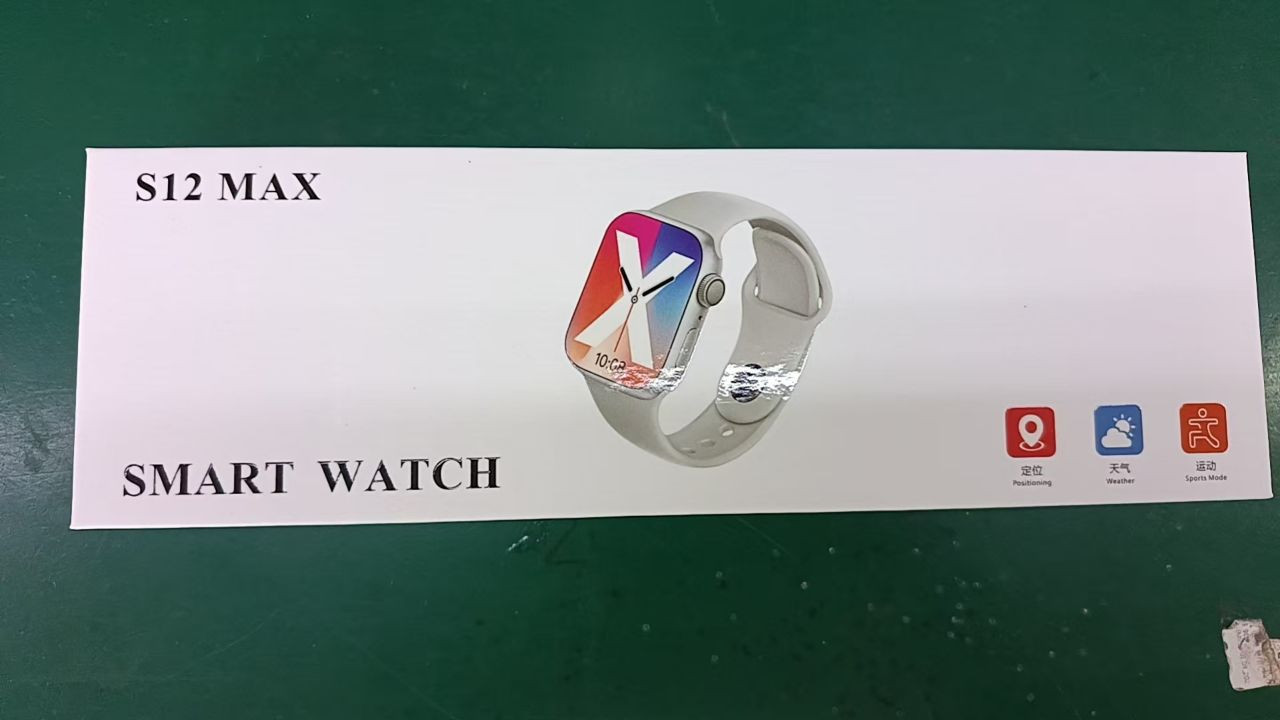 S12 MAX
10:08
SMART WATCH
定位
Positioning
天气
Weather
运动
Sports Mode